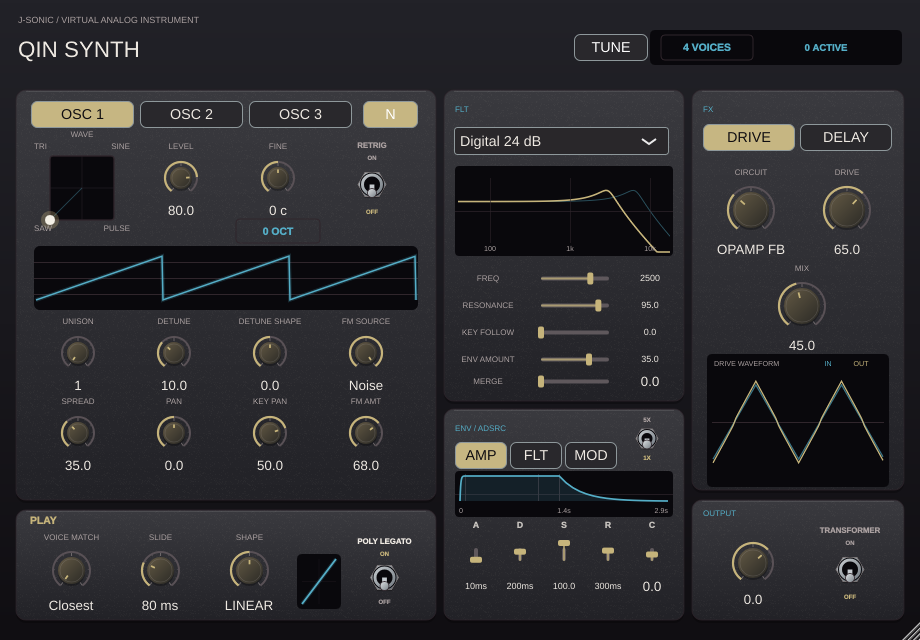 J-SONIC / VIRTUAL ANALOG INSTRUMENT
QIN SYNTH
TUNE
4 VOICES
0 ACTIVE
OSC 1
OSC 2
OSC 3
N
WAVE
TRI
SINE
SAW
PULSE
LEVEL
80.0
FINE
0 c
RETRIG
ON
OFF
0 OCT
UNISON
DETUNE
DETUNE SHAPE
FM SOURCE
1
10.0
0.0
Noise
SPREAD
PAN
KEY PAN
FM AMT
35.0
0.0
50.0
68.0
PLAY
VOICE MATCH
SLIDE
SHAPE
Closest
80 ms
LINEAR
POLY LEGATO
ON
OFF
FLT
Digital 24 dB
100
1k
10k
FREQ
2500
RESONANCE
95.0
KEY FOLLOW
0.0
ENV AMOUNT
35.0
MERGE
0.0
ENV / ADSRC
5X
1X
AMP
FLT
MOD
0
1.4s
2.9s
A
D
S
R
C
10ms
200ms
100.0
300ms
0.0
FX
DRIVE
DELAY
CIRCUIT
DRIVE
OPAMP FB
65.0
MIX
45.0
DRIVE WAVEFORM
IN
OUT
OUTPUT
0.0
TRANSFORMER
ON
OFF